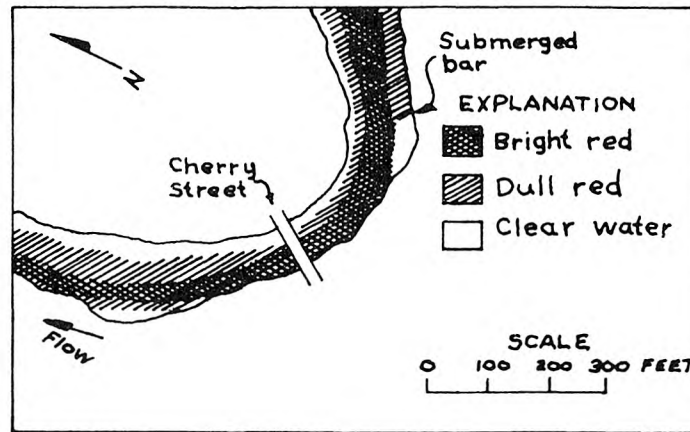 N
Submerged
bar
EXPLANATION
Bright red
Dull red
Clear water
Cherry
Street
Flow
SCALE
0 100 200 300 FEET